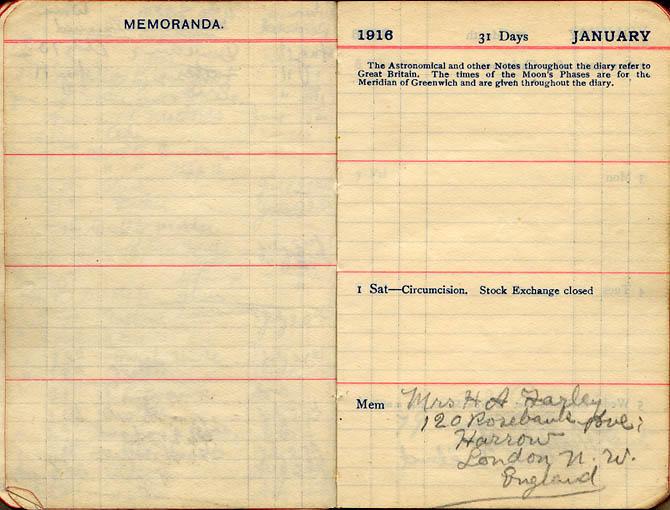 MEMORANDA.
1916 31 Days JANUARY
The Astronomical and other Notes throughout the diary refer to
Great Britain. The times of the Moon's Phases are for the
Meridian of Greenwich and are given throughout the diary.
1 Sat—Circumcision. Stock Exchange closed
Mem Mrs H A Farley
120 Rosebank Ave;
Harrow
London N. W.
England